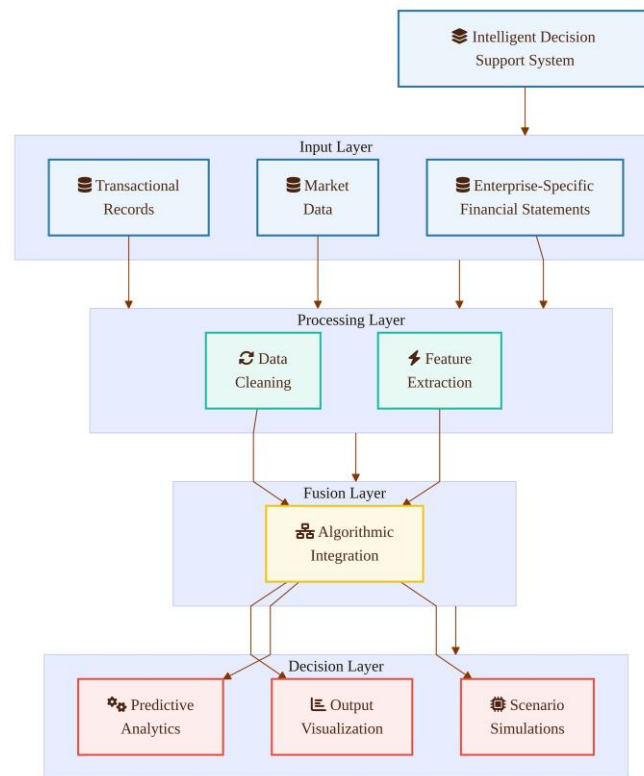 Intelligent Decision
Support System
Input Layer
Transactional
Records
Market
Data
Enterprise-Specific
Financial Statements
Processing Layer
Data
Cleaning
Feature
Extraction
Fusion Layer
Algorithmic
Integration
Decision Layer
Predictive
Analytics
Output
Visualization
Scenario
Simulations